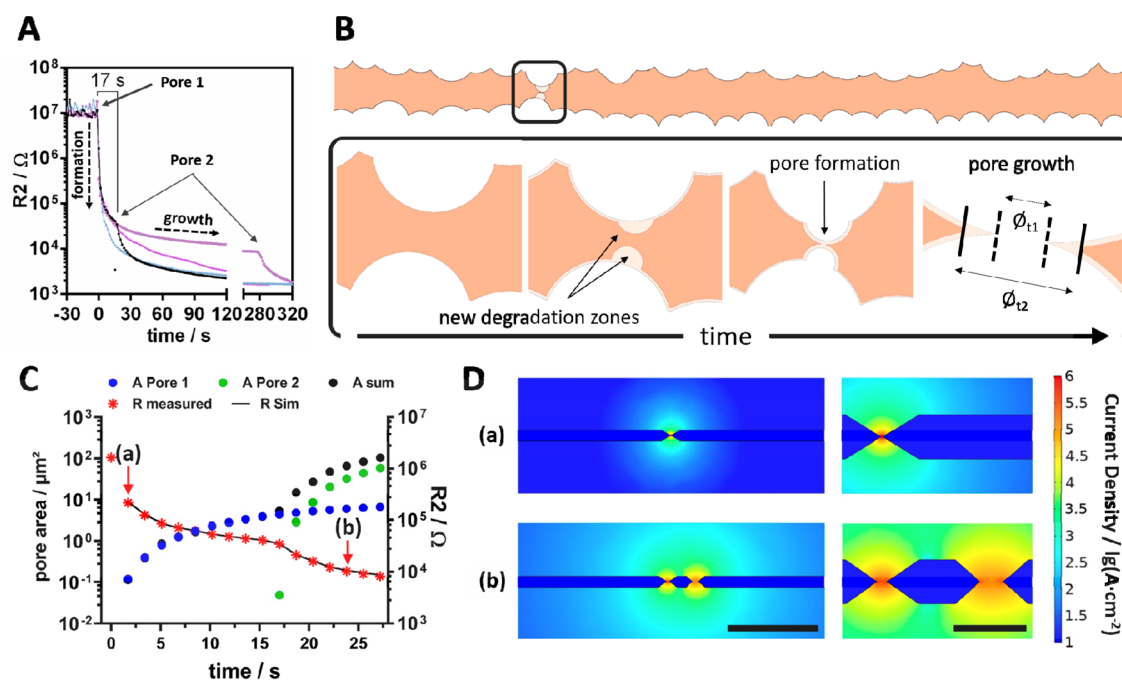 A
R2 / Ω
10⁸
10⁷
10⁶
10⁵
10⁴
10³
17 s
Pore 1
Pore 2
formation
growth
-30 0 30 60 90 120 280 320
time / s
B
pore formation
pore growth
Øt1
Øt2
new degradation zones
time
C
A Pore 1 A Pore 2 A sum
R measured R Sim
pore area / µm²
10³
10²
10¹
10⁰
10⁻¹
10⁻²
(a)
(b)
10⁷
10⁶
10⁵
10⁴
10³
R2 / Ω
0 5 10 15 20 25
time / s
D
(a)
(b)
6
5.5
5
4.5
4
3.5
3
2.5
2
1.5
1
Current Density / lg(A·cm⁻²)